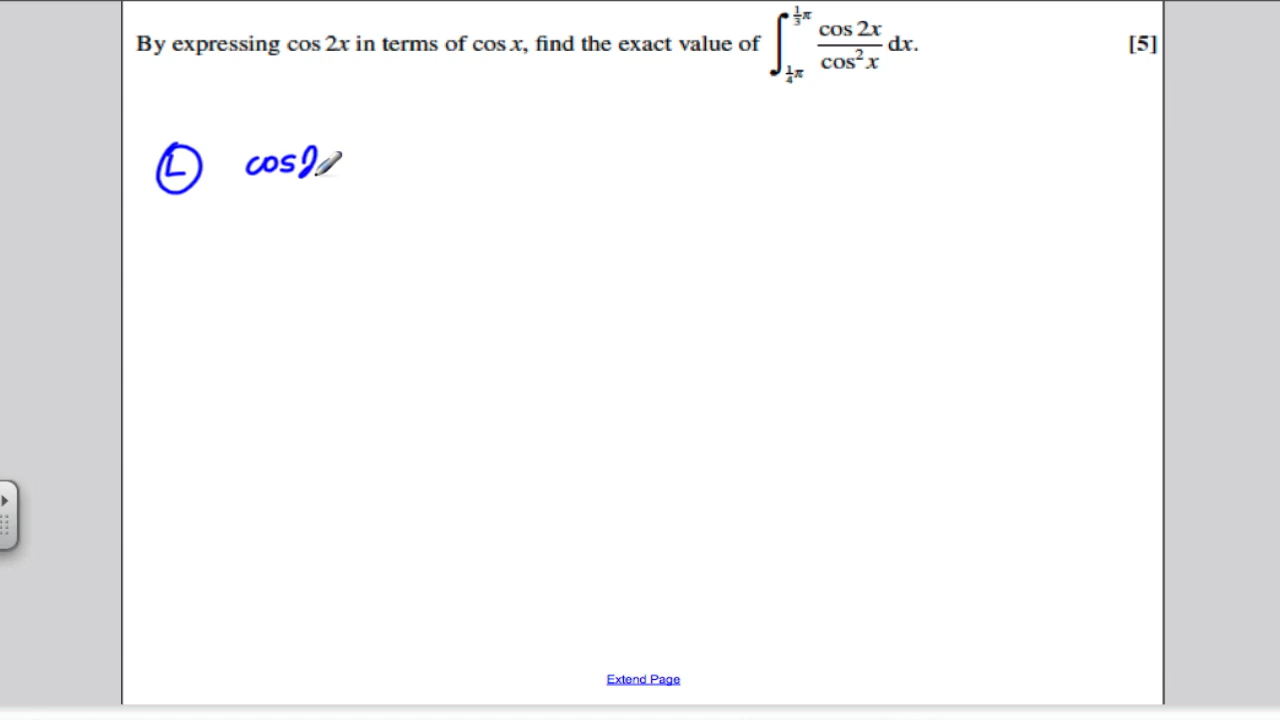 By expressing cos 2x in terms of cos x, find the exact value of ∫_{¼π}^{⅓π} cos 2x / cos² x dx. [5]
L cos2
Extend Page